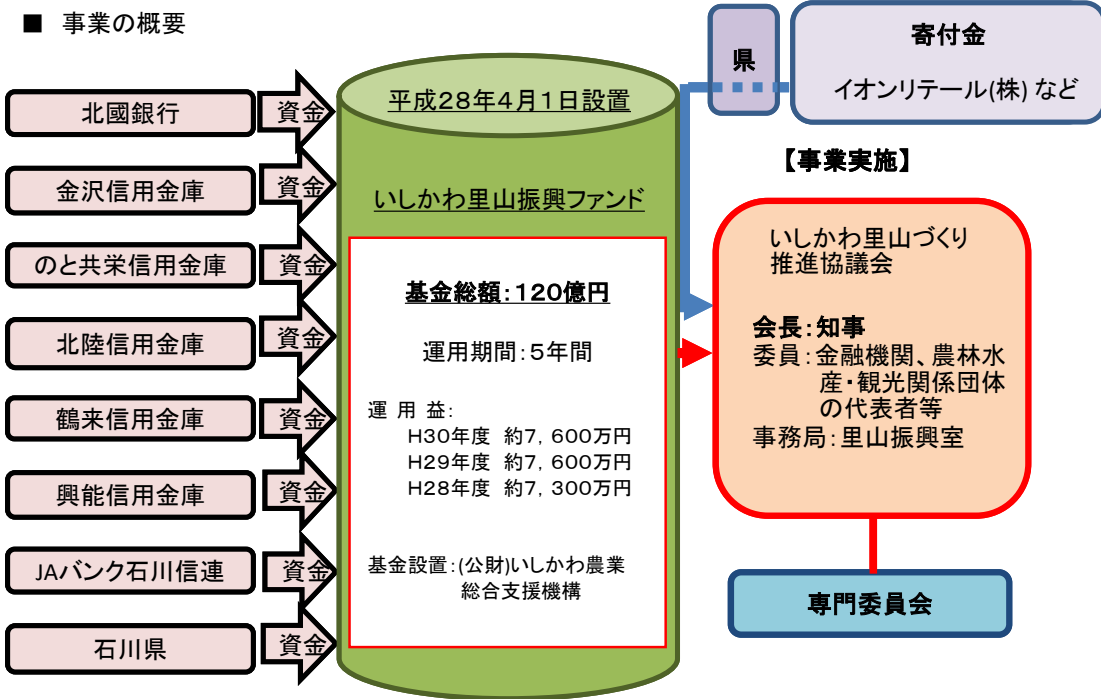 ■ 事業の概要
北國銀行
資金
金沢信用金庫
資金
のと共栄信用金庫
資金
北陸信用金庫
資金
鶴来信用金庫
資金
興能信用金庫
資金
JAバンク石川信連
資金
石川県
資金
平成28年4月1日設置
いしかわ里山振興ファンド
基金総額:120億円
運用期間:5年間
運 用 益:
H30年度 約7,600万円
H29年度 約7,600万円
H28年度 約7,300万円
基金設置:(公財)いしかわ農業
総合支援機構
県
寄付金
イオンリテール(株) など
【事業実施】
いしかわ里山づくり
推進協議会
会長:知事
委員:金融機関、農林水
産・観光関係団体
の代表者等
事務局:里山振興室
専門委員会